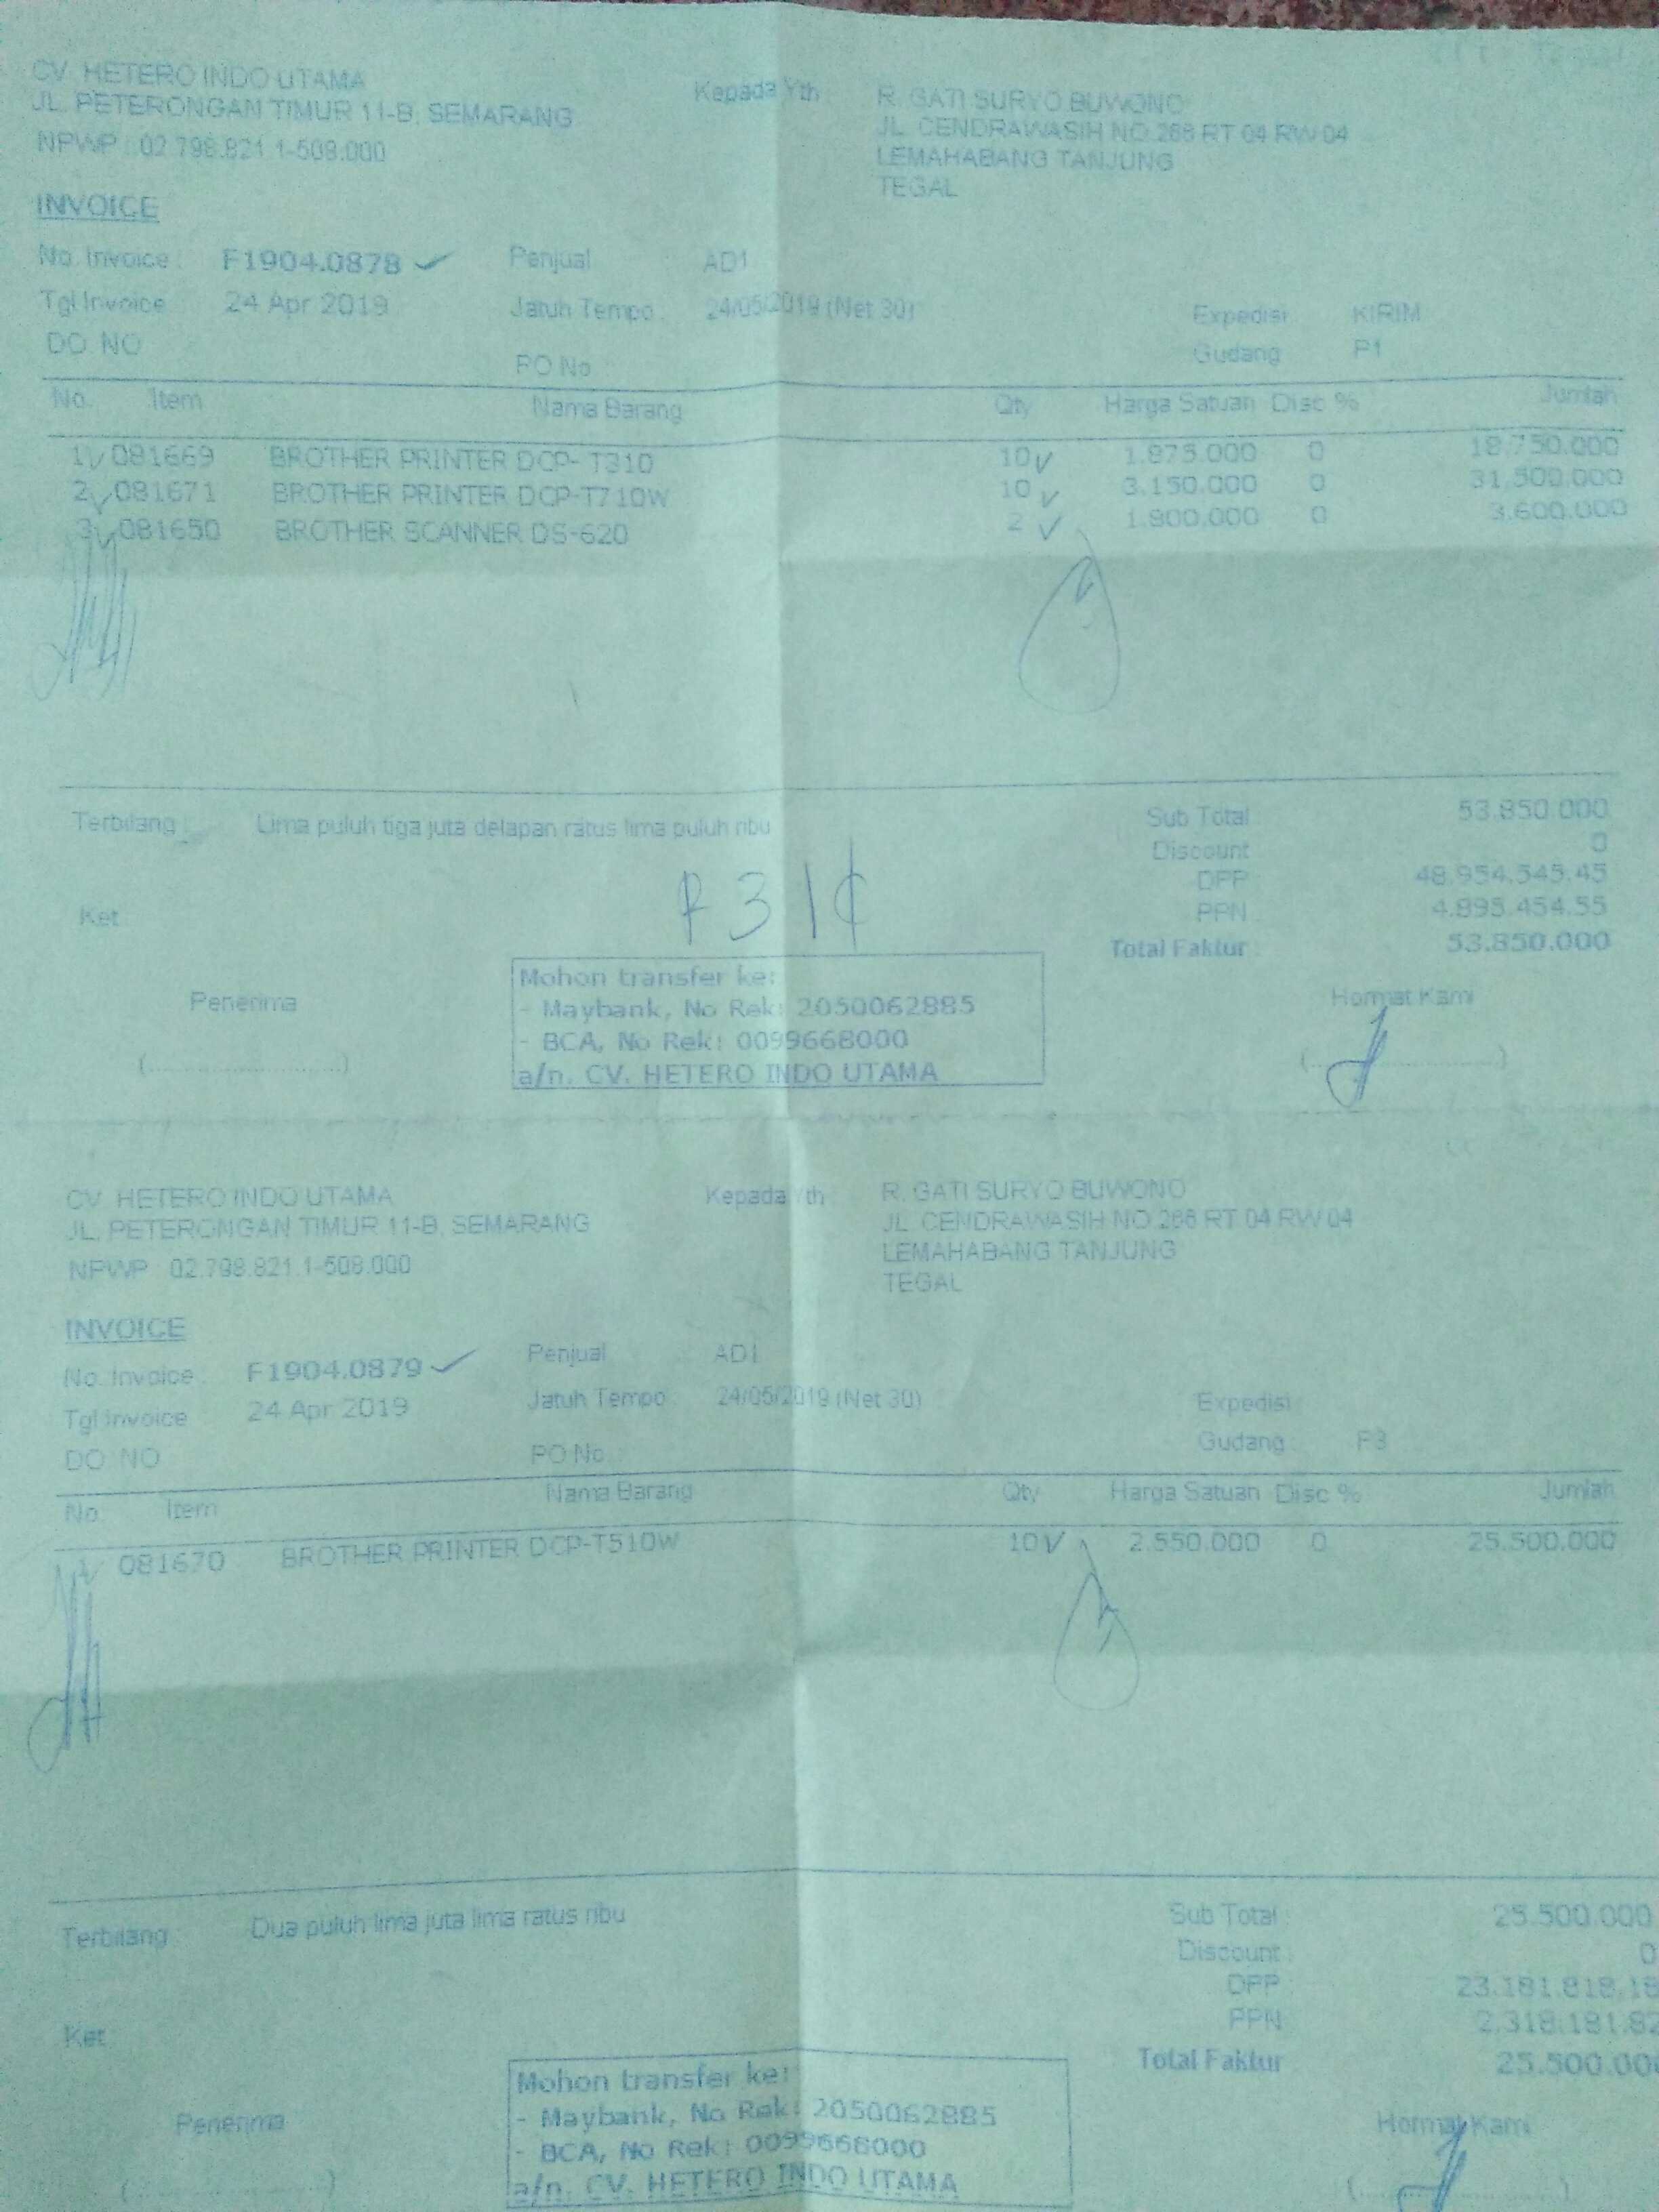 CV. HETERO INDO UTAMA
JL. PETERONGAN TIMUR 11-B, SEMARANG
NPWP : 02.798.821.1-508.000
Kepada Yth
R. GATI SURYO BUWONO
JL. CENDRAWASIH NO.268 RT 04 RW 04
LEMAHABANG TANJUNG
TEGAL
INVOICE
No. Invoice : F1904.0878 Penjual AD1
Tgl Invoice 24 Apr 2019 Jatuh Tempo : 24/05/2019 (Net 30) Expedisi KIRIM
DO. NO PO No : Gudang P1
No. Item Nama Barang Qty Harga Satuan Disc % Jumlah
1 081669 BROTHER PRINTER DCP- T310 10 1.875.000 0 18.750.000
2 081671 BROTHER PRINTER DCP-T710W 10 3.150.000 0 31.500.000
3 081650 BROTHER SCANNER DS-620 2 1.800.000 0 3.600.000
Terbilang : Lima puluh tiga juta delapan ratus lima puluh ribu
Sub Total : 53.850.000
Discount 0
DPP : 48.954.545.45
PPN : 4.895.454.55
Total Faktur : 53.850.000
Ket
Penerima
Mohon transfer ke:
- Maybank, No Rek: 2050062885
- BCA, No Rek: 0099668000
a/n. CV. HETERO INDO UTAMA
Hormat Kami
CV. HETERO INDO UTAMA
JL. PETERONGAN TIMUR 11-B, SEMARANG
NPWP 02.798.821.1-508.000
Kepada Yth
R. GATI SURYO BUWONO
JL. CENDRAWASIH NO.268 RT 04 RW 04
LEMAHABANG TANJUNG
TEGAL
INVOICE
No. Invoice : F1904.0879 Penjual AD1
Tgl Invoice 24 Apr 2019 Jatuh Tempo 24/05/2019 (Net 30) Expedisi :
DO. NO PO No : Gudang : P3
No. Item Nama Barang Qty Harga Satuan Disc % Jumlah
1 081670 BROTHER PRINTER DCP-T510W 10 2.550.000 0 25.500.000
Terbilang : Dua puluh lima juta lima ratus ribu
Sub Total : 25.500.000
Discount : 0
DPP : 23.181.818.18
PPN : 2.318.181.82
Total Faktur 25.500.000
Ket
Penerima
Mohon transfer ke:
- Maybank, No Rek: 2050062885
- BCA, No Rek: 0099668000
a/n. CV. HETERO INDO UTAMA
Hormat Kami